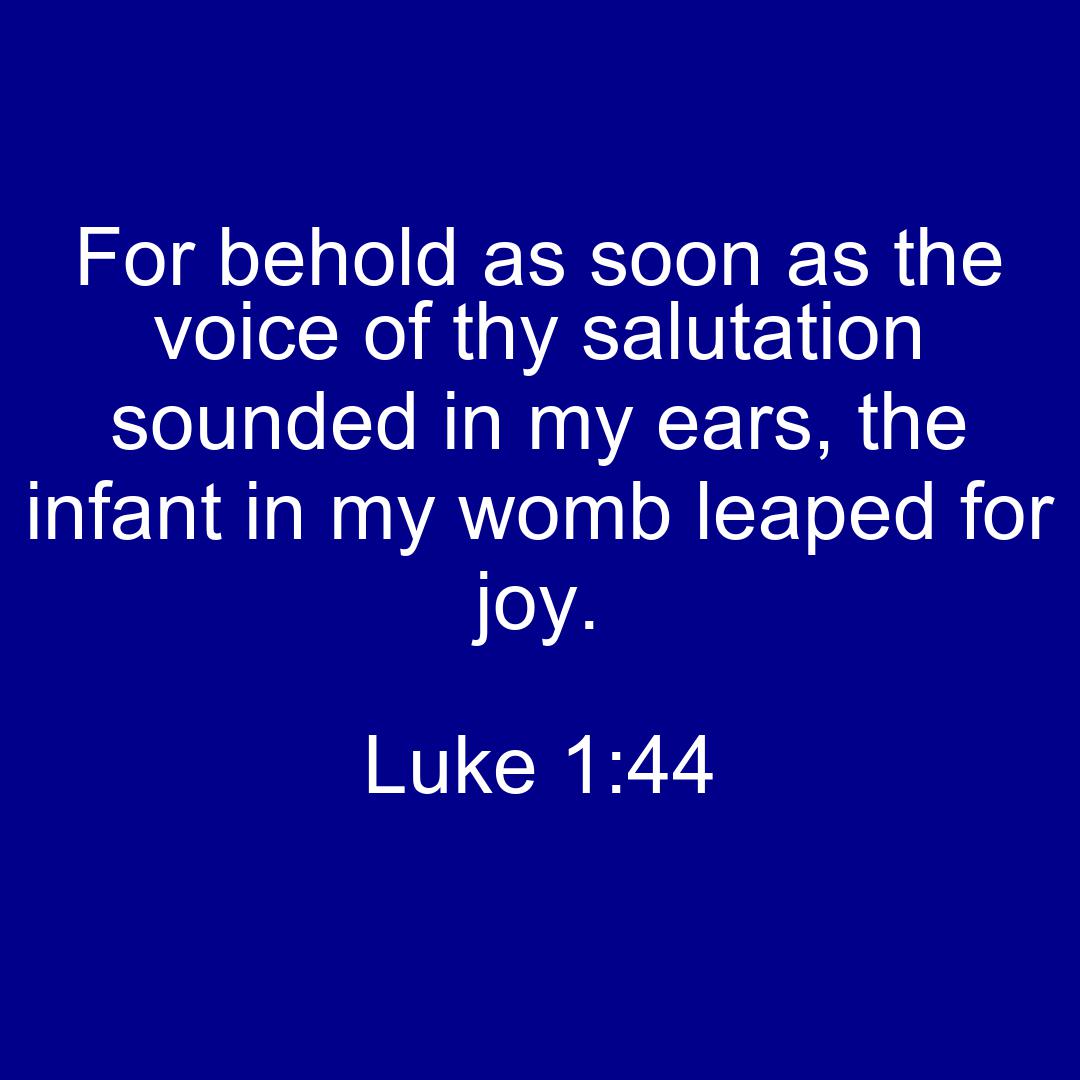 For behold as soon as the
voice of thy salutation
sounded in my ears, the
infant in my womb leaped for
joy.
Luke 1:44